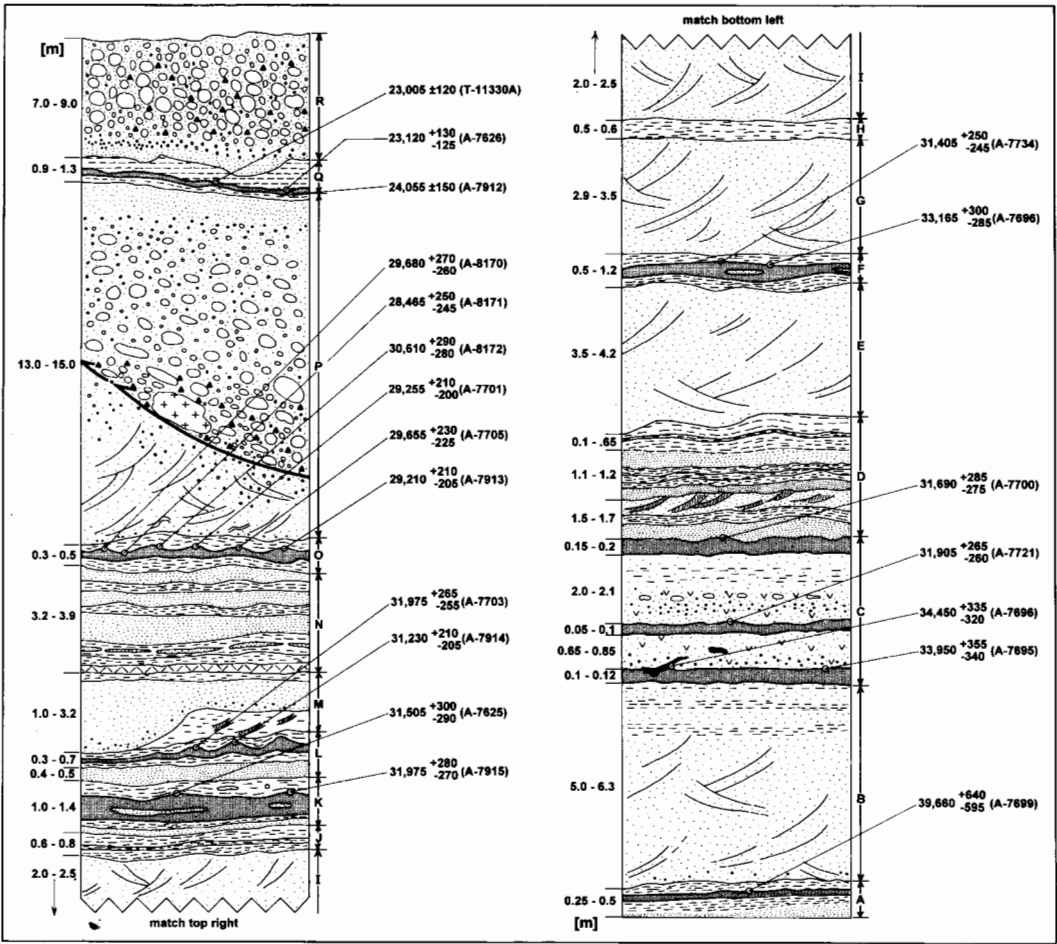 match bottom left
[m]
7.0 - 9.0
R
23,005 ±120 (T-11330A)
23,120 +130 -125 (A-7626)
0.9 - 1.3
Q
24,055 ±150 (A-7912)
29,680 +270 -260 (A-8170)
28,465 +250 -245 (A-8171)
30,610 +290 -280 (A-8172)
13.0 - 15.0
P
29,255 +210 -200 (A-7701)
29,655 +230 -225 (A-7705)
29,210 +210 -205 (A-7913)
0.3 - 0.5
O
3.2 - 3.9
N
31,975 +265 -255 (A-7703)
31,230 +210 -205 (A-7914)
1.0 - 3.2
M
31,505 +300 -290 (A-7625)
0.3 - 0.7
L
0.4 - 0.5
31,975 +280 -270 (A-7915)
1.0 - 1.4
K
0.6 - 0.8
J
2.0 - 2.5
I
match top right
2.0 - 2.5
I
0.5 - 0.6
H
31,405 +250 -245 (A-7734)
2.9 - 3.5
G
33,165 +300 -285 (A-7696)
0.5 - 1.2
F
3.5 - 4.2
E
0.1 - .65
1.1 - 1.2
D
31,690 +285 -275 (A-7700)
1.5 - 1.7
0.15 - 0.2
31,905 +265 -260 (A-7721)
2.0 - 2.1
C
34,450 +335 -320 (A-7696)
0.05 - 0.1
0.65 - 0.85
33,950 +355 -340 (A-7695)
0.1 - 0.12
5.0 - 6.3
B
39,660 +640 -595 (A-7699)
0.25 - 0.5
A
[m]